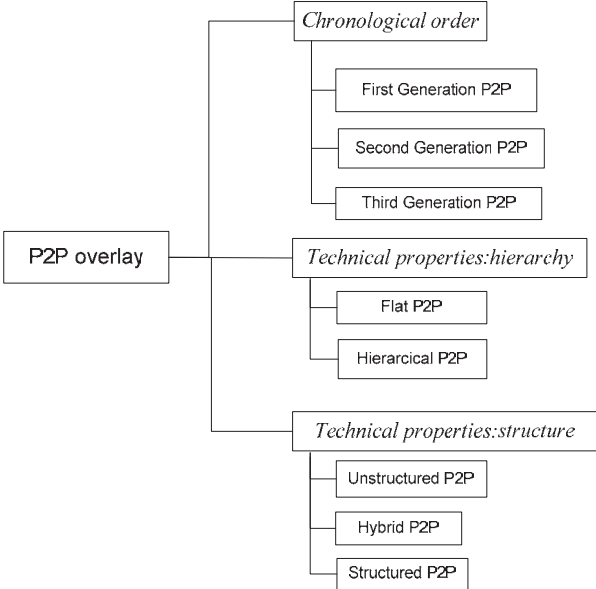 Chronological order
First Generation P2P
Second Generation P2P
Third Generation P2P
P2P overlay
Technical properties:hierarchy
Flat P2P
Hierarcical P2P
Technical properties:structure
Unstructured P2P
Hybrid P2P
Structured P2P